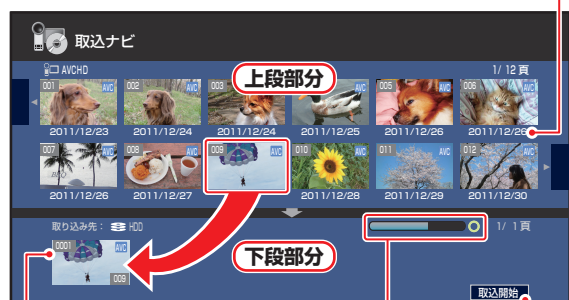 取込ナビ
AVCHD
上段部分
1/ 12 頁
001 AVC
002 AVC
003
005 AVC
006 AVC
2011/12/23
2011/12/24
2011/12/24
2011/12/25
2011/12/26
2011/12/26
007 AVC
008 AVC
009 AVC
010 AVC
011 AVC
012 AVC
2011/12/26
2011/12/27
2011/12/28
2011/12/29
2011/12/30
取り込み先: HDD
1/ 1 頁
0001 AVC
009
下段部分
取込開始